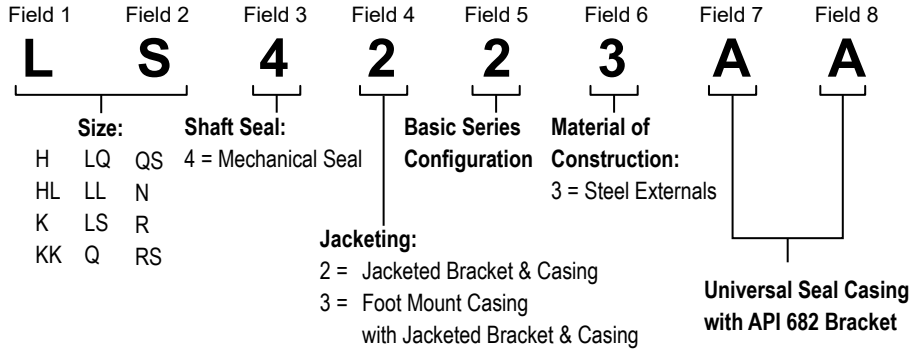 Field 1 Field 2 Field 3 Field 4 Field 5 Field 6 Field 7 Field 8
L S 4 2 2 3 A A
Size:
H LQ QS
HL LL N
K LS R
KK Q RS
Shaft Seal:
4 = Mechanical Seal
Jacketing:
2 = Jacketed Bracket & Casing
3 = Foot Mount Casing
with Jacketed Bracket & Casing
Basic Series
Configuration
Material of
Construction:
3 = Steel Externals
Universal Seal Casing
with API 682 Bracket